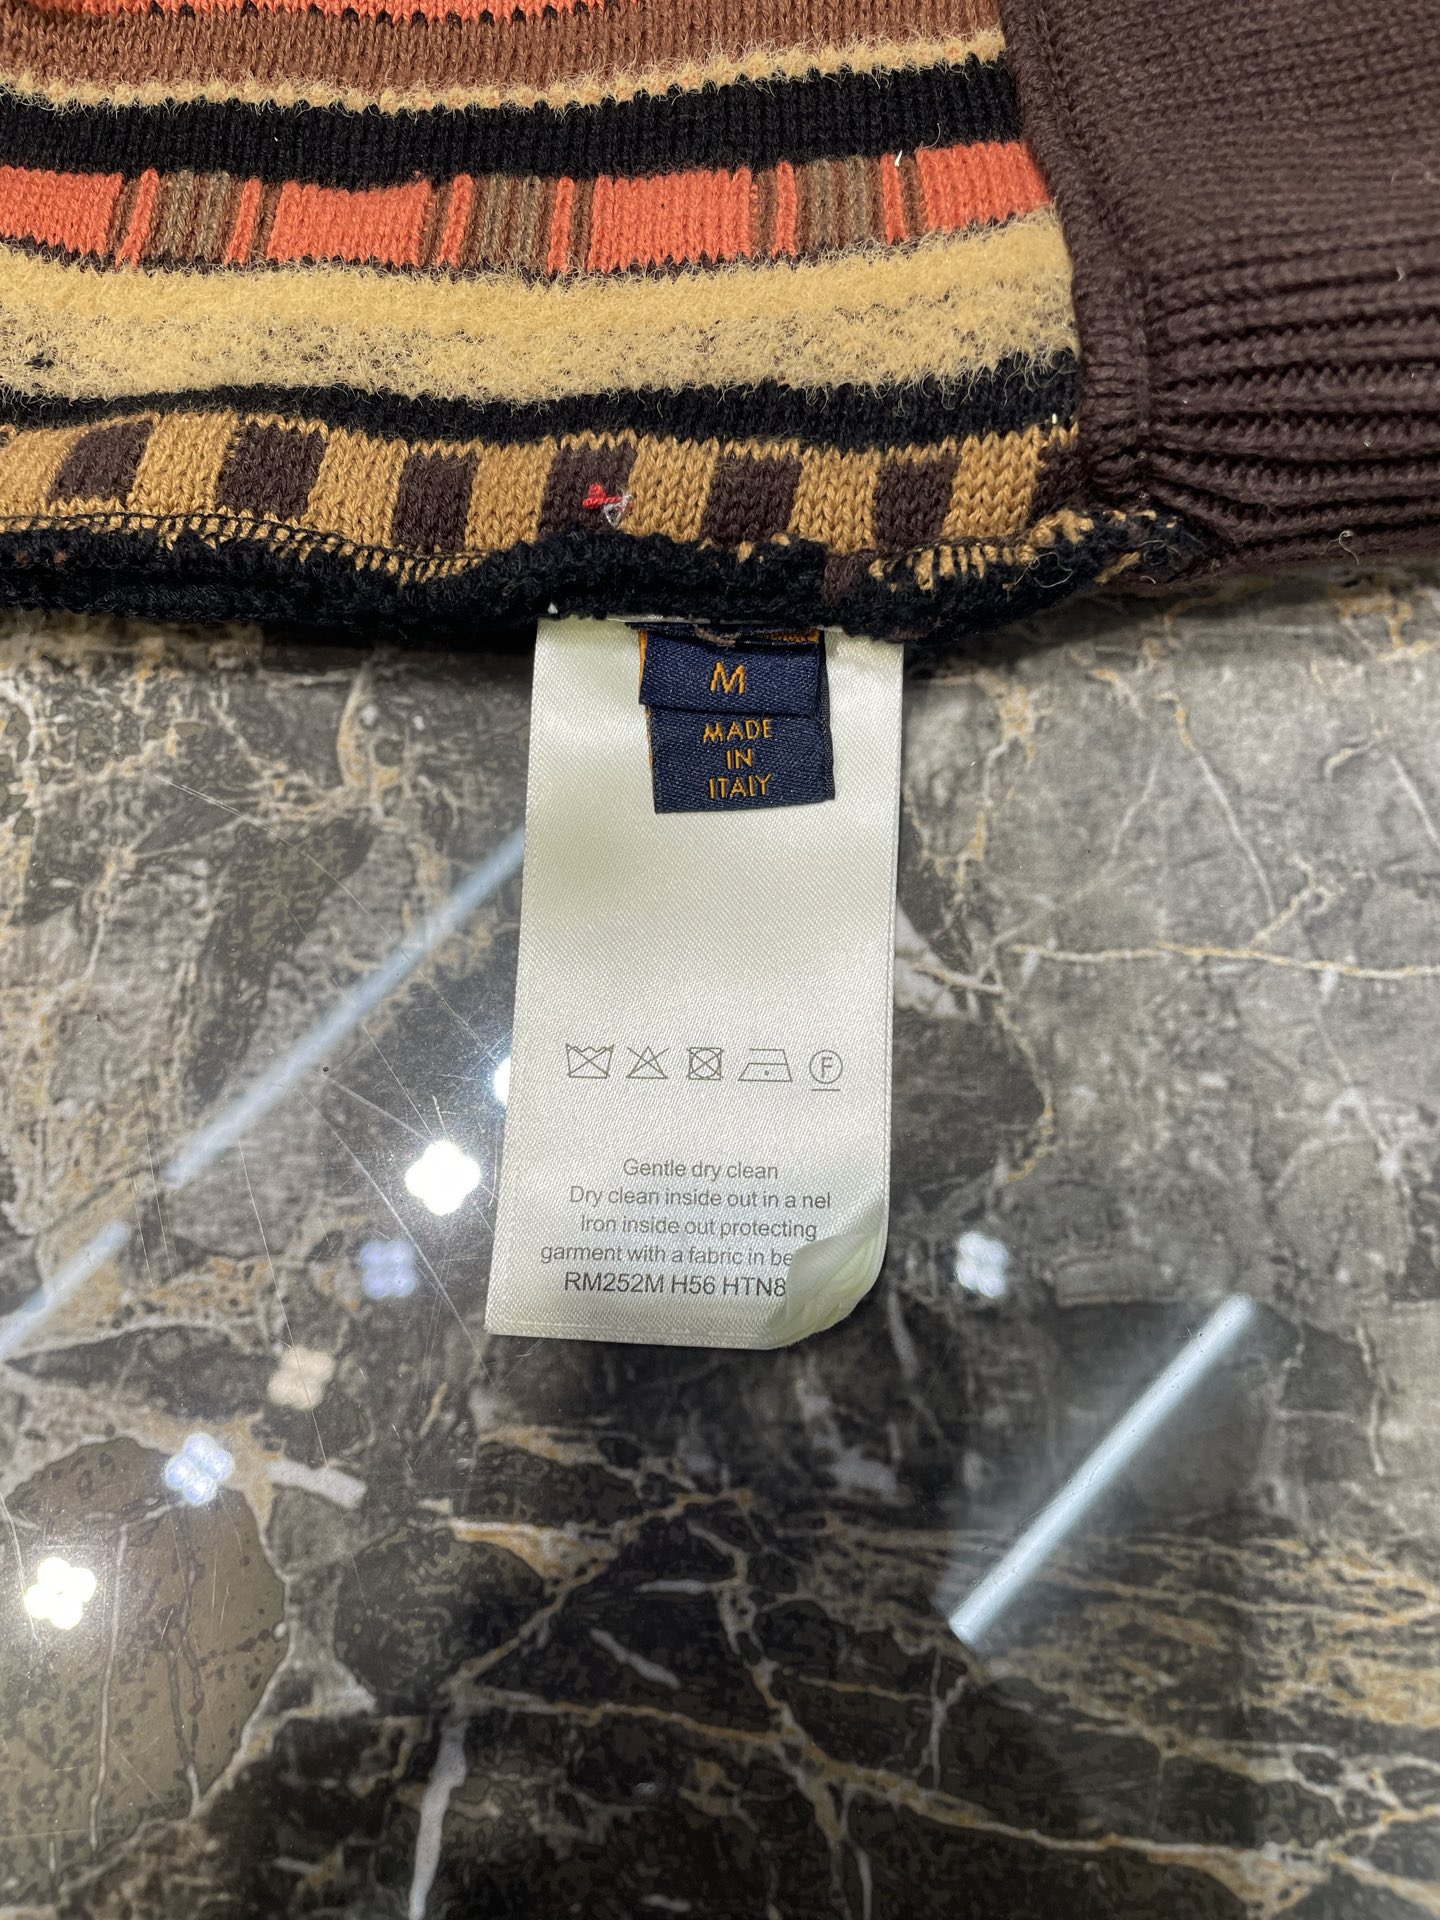 M
MADE
IN
ITALY
F
Gentle dry clean
Dry clean inside out in a nel
Iron inside out protecting
garment with a fabric in be
RM252M H56 HTN8